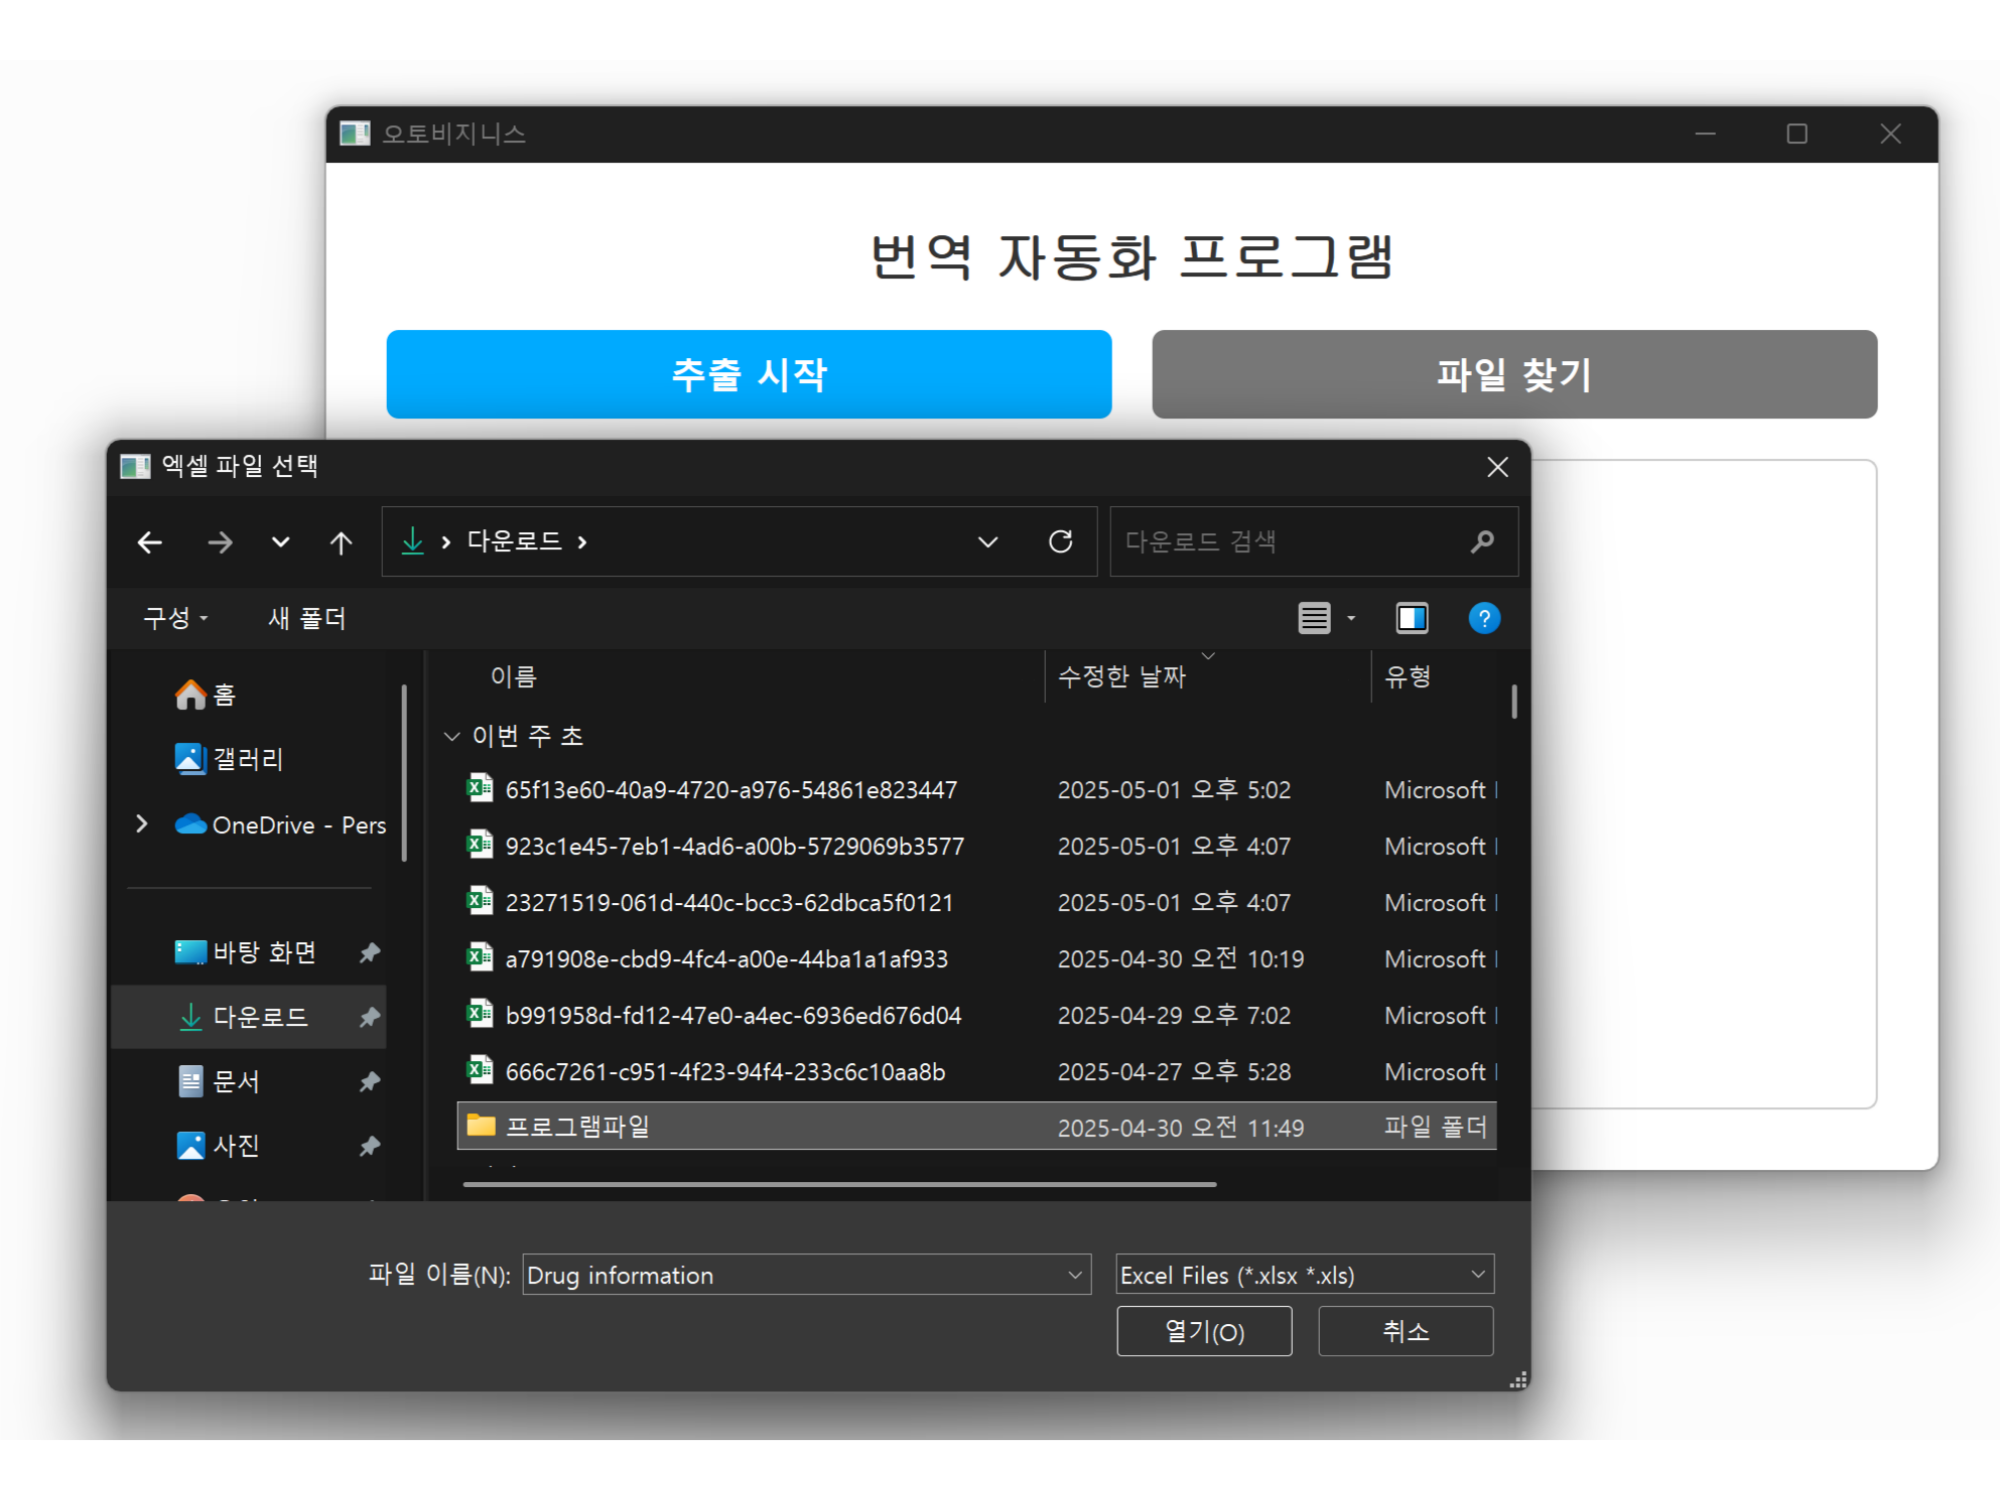 오토비지니스
번역 자동화 프로그램
추출 시작
파일 찾기
엑셀 파일 선택
다운로드
다운로드 검색
구성
새 폴더
홈
갤러리
OneDrive - Pers
바탕 화면
다운로드
문서
사진
이름 수정한 날짜 유형
이번 주 초
65f13e60-40a9-4720-a976-54861e823447 2025-05-01 오후 5:02 Microsoft
923c1e45-7eb1-4ad6-a00b-5729069b3577 2025-05-01 오후 4:07 Microsoft
23271519-061d-440c-bcc3-62dbca5f0121 2025-05-01 오후 4:07 Microsoft
a791908e-cbd9-4fc4-a00e-44ba1a1af933 2025-04-30 오전 10:19 Microsoft
b991958d-fd12-47e0-a4ec-6936ed676d04 2025-04-29 오후 7:02 Microsoft
666c7261-c951-4f23-94f4-233c6c10aa8b 2025-04-27 오후 5:28 Microsoft
프로그램파일 2025-04-30 오전 11:49 파일 폴더
파일 이름(N): Drug information
Excel Files (*.xlsx *.xls)
열기(O)
취소